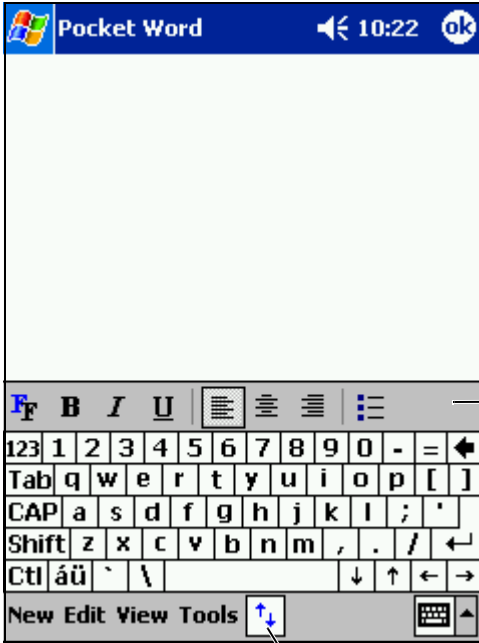 Pocket Word 10:22 ok
FF B I U
123 1 2 3 4 5 6 7 8 9 0 - =
Tab q w e r t y u i o p [ ]
CAP a s d f g h j k l ; '
Shift z x c v b n m , . /
Ctl áü ` \
New Edit View Tools